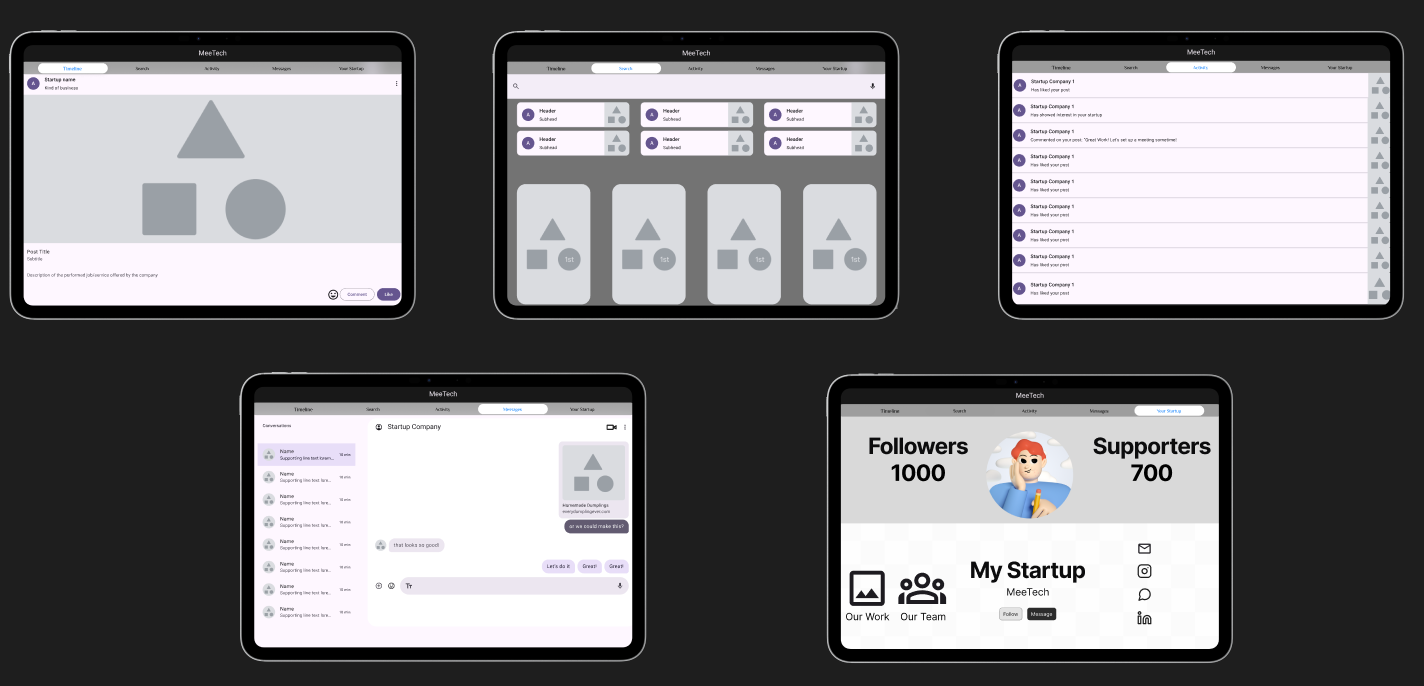 MeeTech
Timeline Search Activity Messages Your Startup
A
Startup name
Kind of business
Post Title
Subtitle
Description of the performed job/service offered by the company
Comment Like
MeeTech
Timeline Search Activity Messages Your Startup
A Header A Header A Header
Subhead Subhead Subhead
A Header A Header A Header
Subhead Subhead Subhead
1st 1st 1st 1st
MeeTech
Timeline Search Activity Messages Your Startup
A Startup Company 1
Has liked your post
A Startup Company 1
Has showed interest in your startup
A Startup Company 1
Commented on your post: "Great Work! Let's set up a meeting sometime!
A Startup Company 1
Has liked your post
A Startup Company 1
Has liked your post
A Startup Company 1
Has liked your post
A Startup Company 1
Has liked your post
A Startup Company 1
Has liked your post
A Startup Company 1
Has liked your post
MeeTech
Timeline Search Activity Messages Your Startup
Conversations
Name
Supporting line text lorem... 10 min
Name
Supporting line text lore... 10 min
Name
Supporting line text lore... 10 min
Name
Supporting line text lore... 10 min
Name
Supporting line text lore... 10 min
Name
Supporting line text lore... 10 min
Name
Supporting line text lore... 10 min
Name
Supporting line text lore... 10 min
Startup Company
Homemade Dumplings
everydumplingever.com
or we could make this?
that looks so good!
Let's do it Great! Great!
Tт
MeeTech
Timeline Search Activity Messages Your Startup
Followers
1000
Supporters
700
My Startup
MeeTech
Follow Message
Our Work Our Team
in